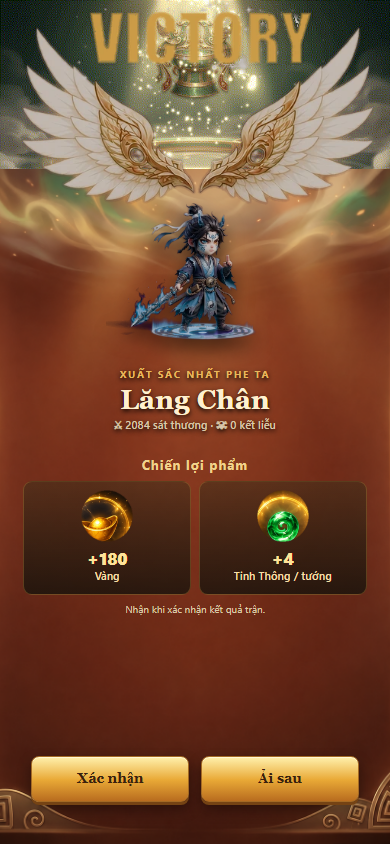 VICTORY
XUẤT SẮC NHẤT PHE TA
Lăng Chân
2084 sát thương · 0 kết liễu
Chiến lợi phẩm
+180
Vàng
+4
Tinh Thông / tướng
Nhận khi xác nhận kết quả trận.
Xác nhận
Ải sau